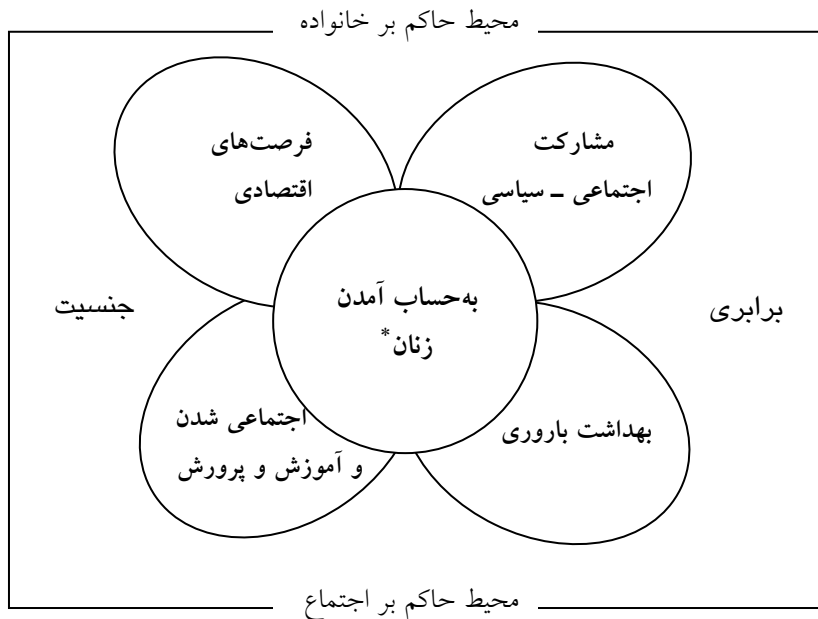 محیط حاکم بر خانواده
مشارکت
اجتماعی ـ سیاسی
فرصت‌های
اقتصادی
برابری
به‌حساب آمدن
زنان*
جنسیت
بهداشت باروری
اجتماعی شدن
و آموزش و پرورش
محیط حاکم بر اجتماع